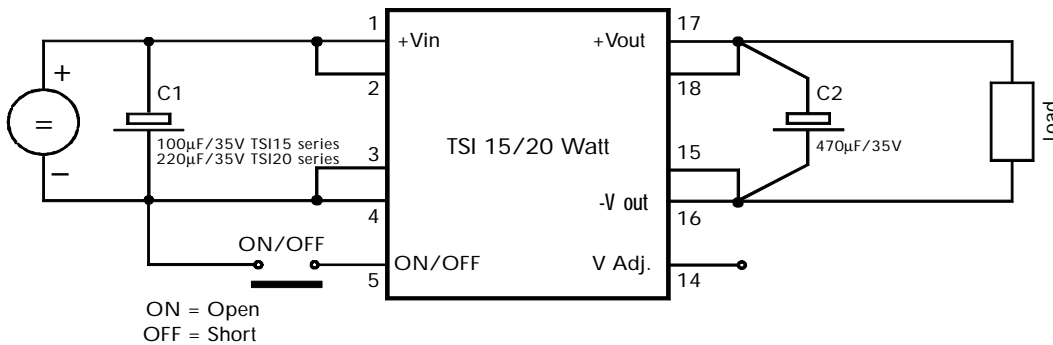 1
+Vin
2
+
C1
=
100µF/35V TSI15 series
220µF/35V TSI20 series
−
3
4
ON/OFF
5
ON/OFF
ON = Open
OFF = Short
TSI 15/20 Watt
17
+Vout
18
C2
470µF/35V
15
-V out
16
V Adj.
14
Load